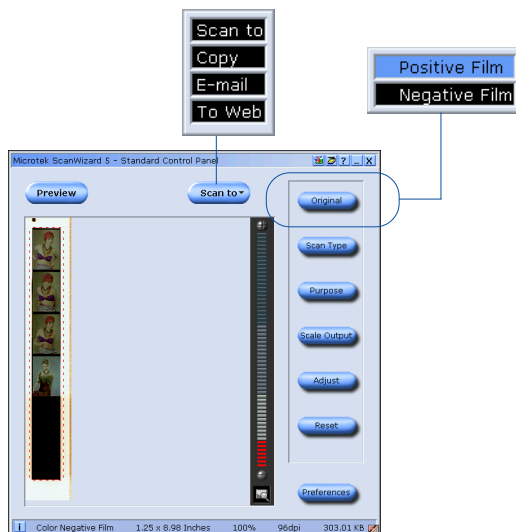 Scan to
Copy
E-mail
To Web
Positive Film
Negative Film
Microtek ScanWizard 5 - Standard Control Panel
Preview
Scan to
Original
Scan Type
Purpose
Scale Output
Adjust
Reset
Preferences
Color Negative Film 1.25 x 8.98 Inches 100% 96dpi 303.01 KB